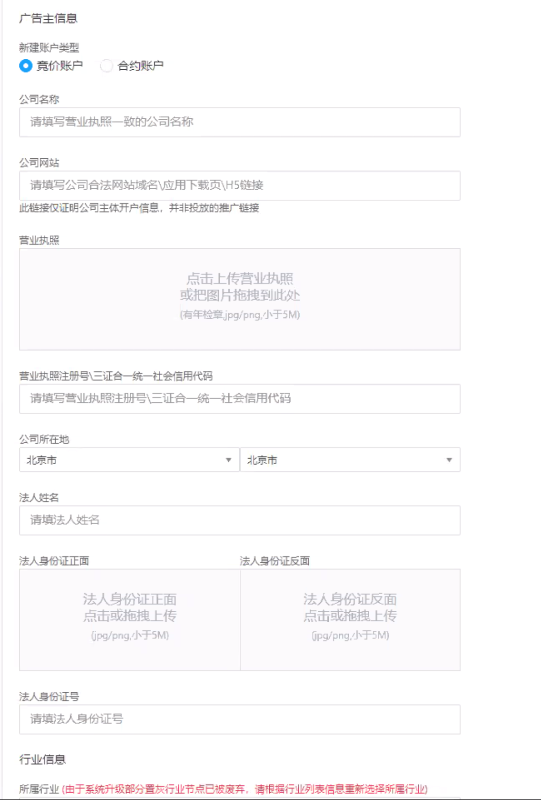 广告主信息
新建账户类型
竞价账户 合约账户
公司名称
请填写营业执照一致的公司名称
公司网站
请填写公司合法网站域名\应用下载页\H5链接
此链接仅证明公司主体开户信息，并非投放的推广链接
营业执照
点击上传营业执照
或把图片拖拽到此处
(有年检章,jpg/png,小于5M)
营业执照注册号\三证合一统一社会信用代码
请填写营业执照注册号\三证合一统一社会信用代码
公司所在地
北京市 北京市
法人姓名
请填法人姓名
法人身份证正面 法人身份证反面
法人身份证正面 法人身份证反面
点击或拖拽上传 点击或拖拽上传
(jpg/png,小于5M) (jpg/png,小于5M)
法人身份证号
请填法人身份证号
行业信息
所属行业 (由于系统升级部分置灰行业节点已被废弃，请根据行业列表信息重新选择所属行业)